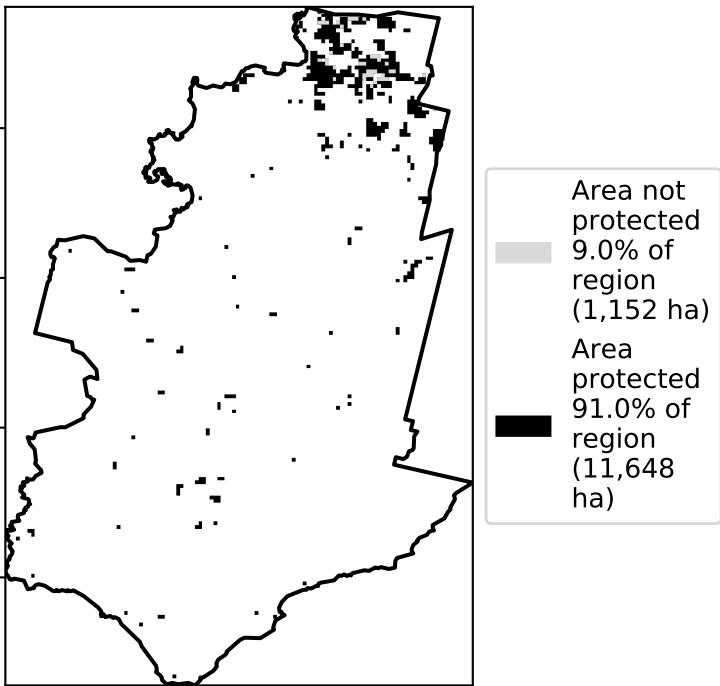 Area not
protected
9.0% of
region
(1,152 ha)
Area
protected
91.0% of
region
(11,648
ha)